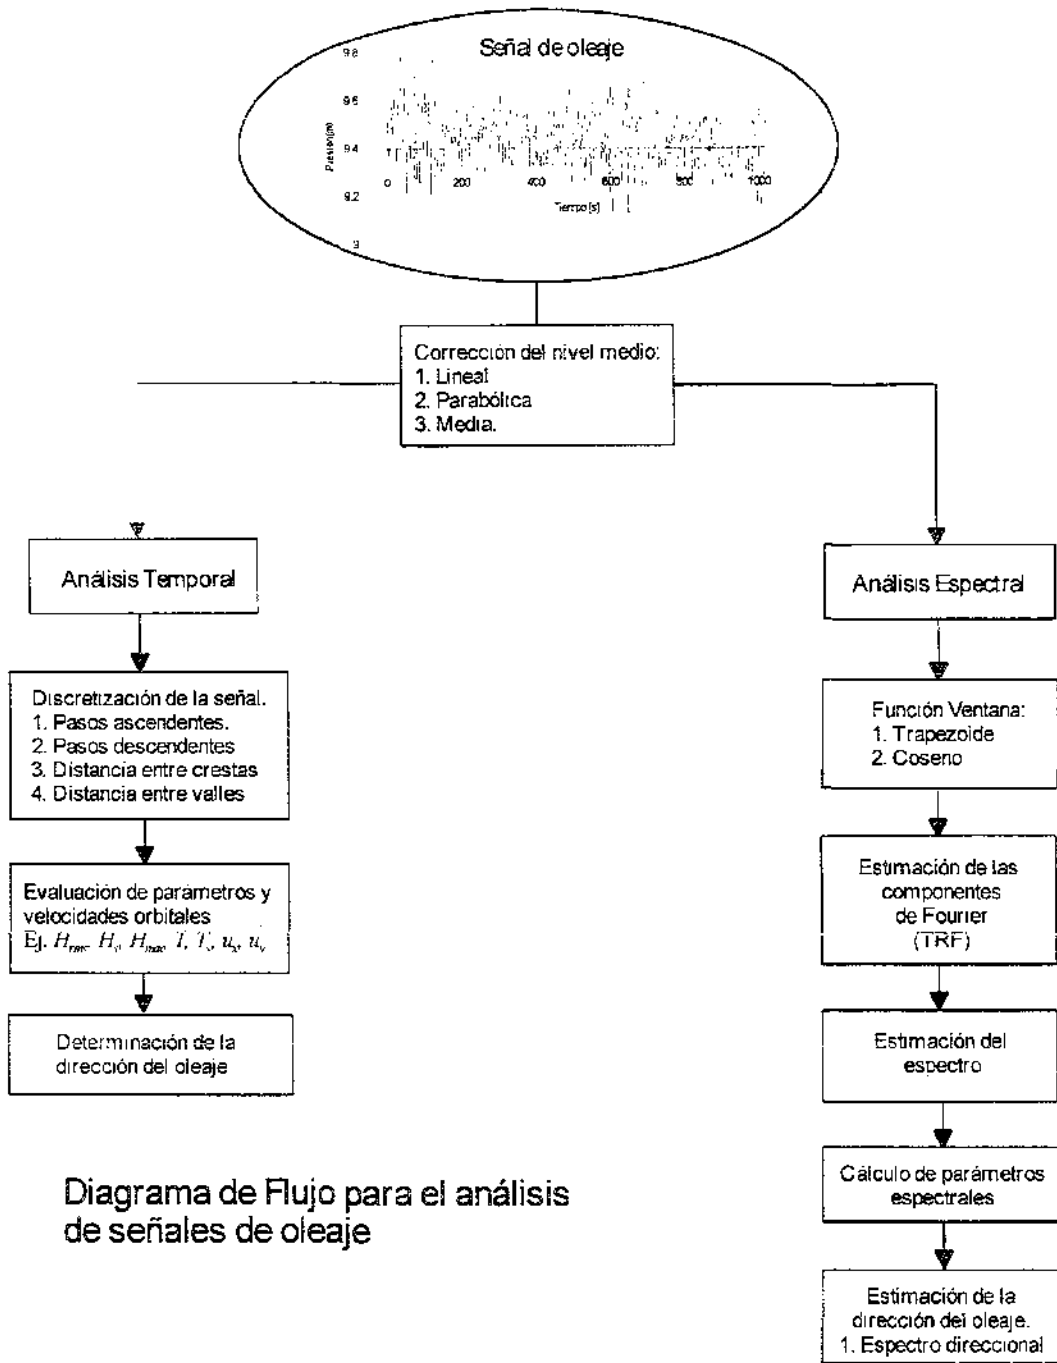 Señal de oleaje
9.8
9.6
9.4
9.2
9
Presión [m]
0 200 400 600 800 1000
Tiempo [s]
Corrección del nivel medio:
1. Lineal
2. Parabólica
3. Media.
Análisis Temporal
Discretización de la señal.
1. Pasos ascendentes.
2. Pasos descendentes
3. Distancia entre crestas
4. Distancia entre valles
Evaluación de parámetros y
velocidades orbitales
Ej.
Determinación de la
dirección del oleaje
Análisis Espectral
Función Ventana:
1. Trapezoide
2. Coseno
Estimación de las
componentes
de Fourier
(TRF)
Estimación del
espectro
Cálculo de parámetros
espectrales
Estimación de la
dirección del oleaje.
1. Espectro direccional
Diagrama de Flujo para el análisis
de señales de oleaje